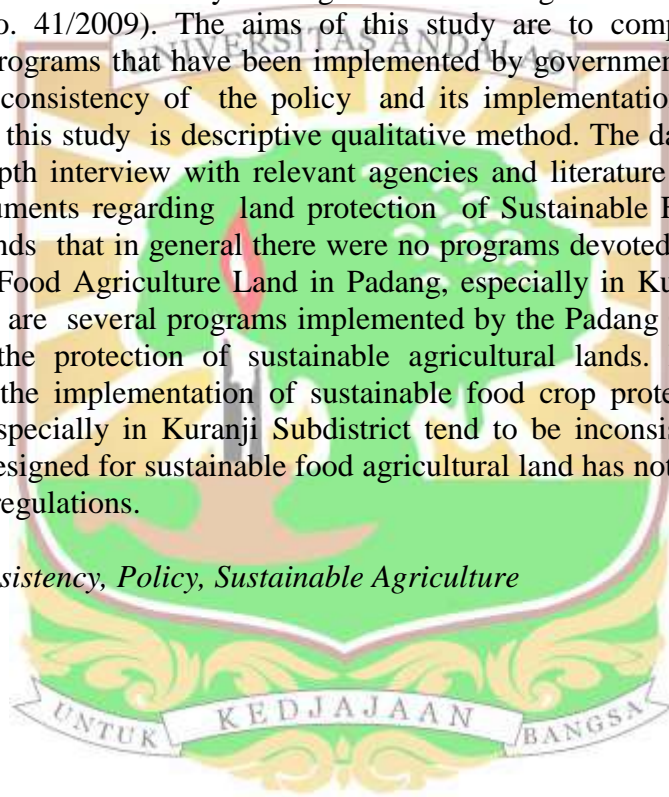 o. 41/2009). The aims of this study are to comp
UNIVERSITAS ANDALAS
rograms that have been implemented by governmen
consistency of the policy and its implementatio
this study is descriptive qualitative method. The da
pth interview with relevant agencies and literature
uments regarding land protection of Sustainable
nds that in general there were no programs devoted
Food Agriculture Land in Padang, especially in Ku
are several programs implemented by the Padang
the protection of sustainable agricultural lands.
the implementation of sustainable food crop prote
specially in Kuranji Subdistrict tend to be inconsis
esigned for sustainable food agricultural land has not
regulations.
sistency, Policy, Sustainable Agriculture
UNTUK KEDJAJAAN BANGSA